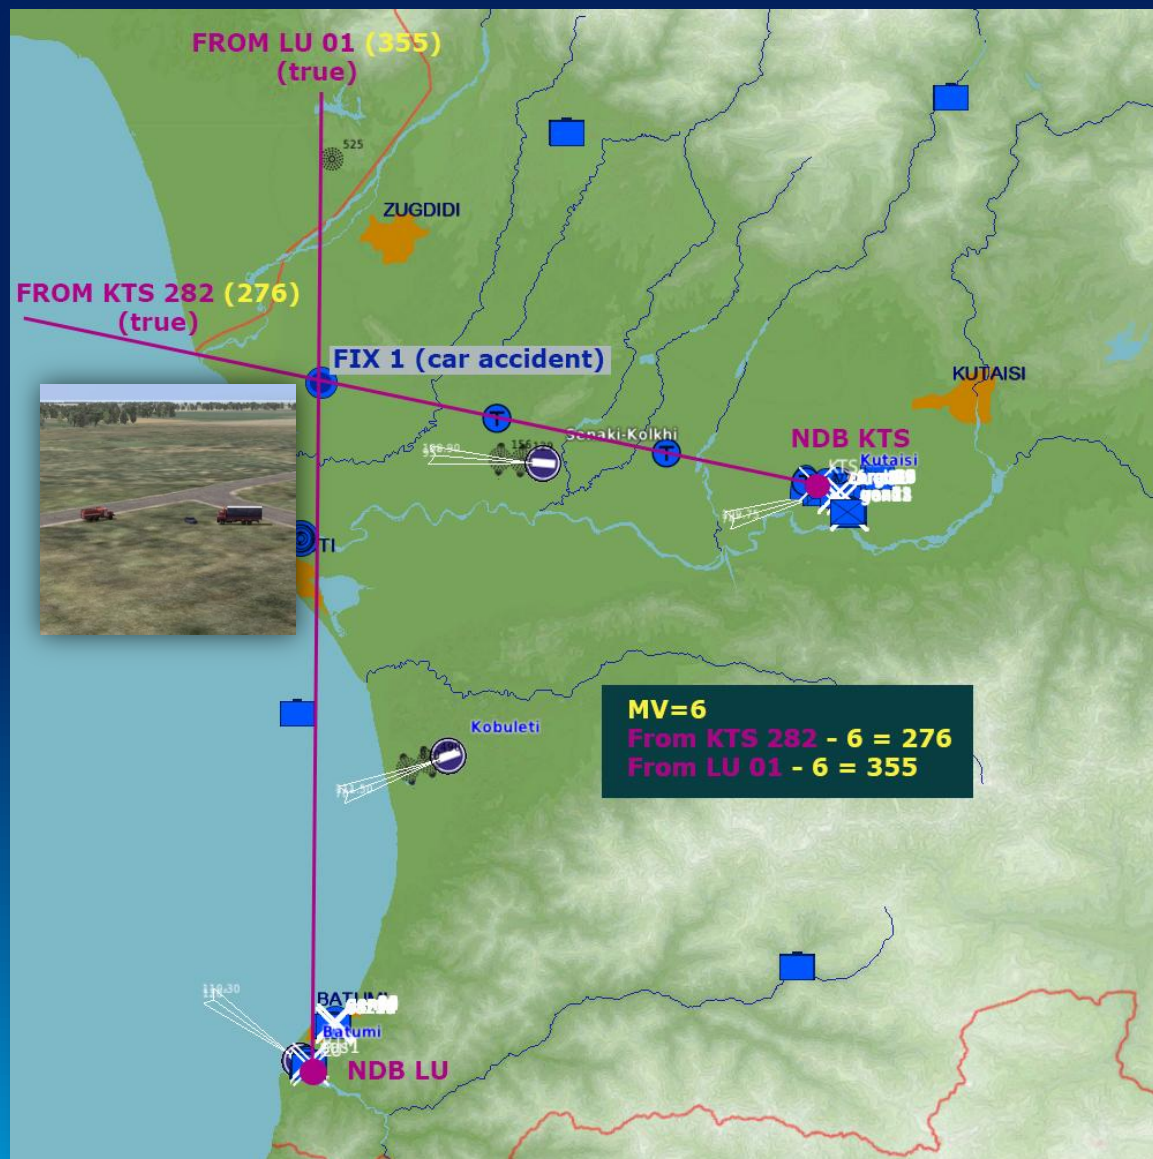 FROM LU 01 (355)
(true)
525
ZUGDIDI
FROM KTS 282 (276)
(true)
FIX 1 (car accident)
KUTAISI
Senaki-Kolkhi
NDB KTS
KTS
Kutaisi
TI
Kobuleti
MV=6
From KTS 282 – 6 = 276
From LU 01 – 6 = 355
BATUMI
Batumi
NDB LU